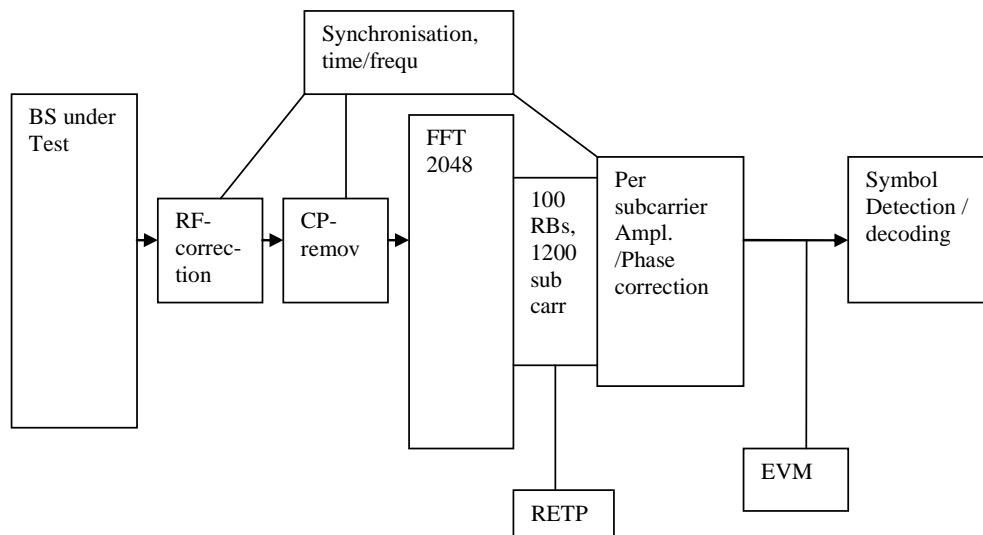 Synchronisation,
time/frequ
BS under
Test
FFT
2048
RF-
correc-
tion
CP-
remov
100
RBs,
1200
sub
carr
Per
subcarrier
Ampl.
/Phase
correction
Symbol
Detection /
decoding
EVM
RETP